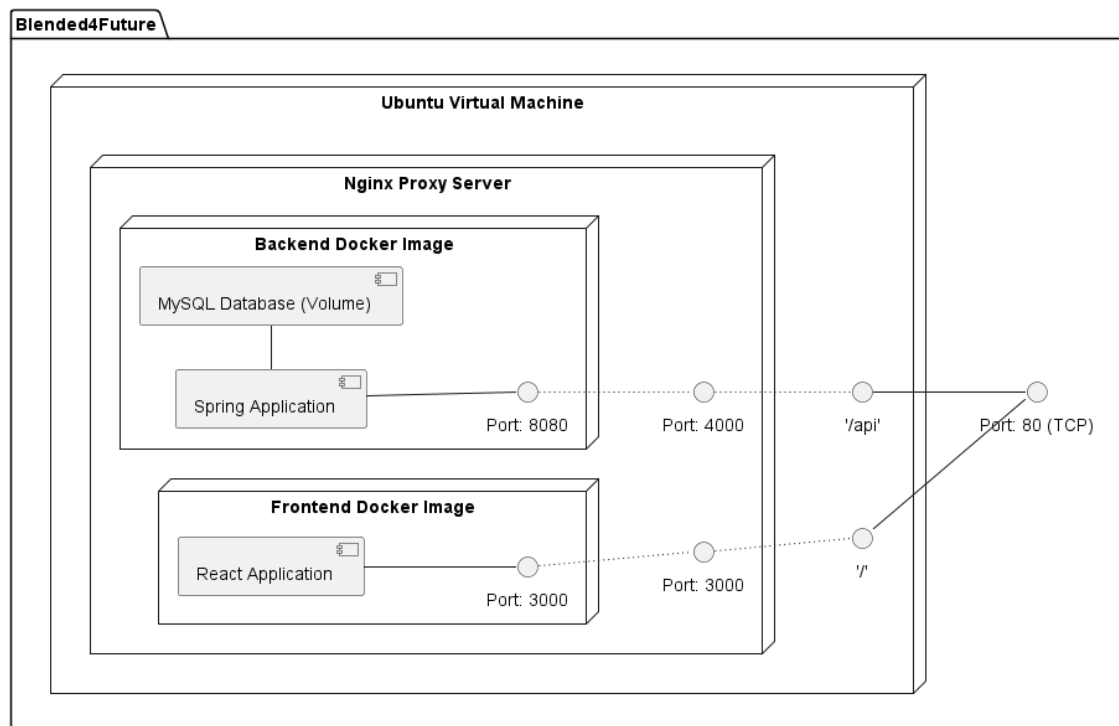 Blended4Future
Ubuntu Virtual Machine
Nginx Proxy Server
Backend Docker Image
MySQL Database (Volume)
Spring Application
Port: 8080
Port: 4000
'/api'
Port: 80 (TCP)
Frontend Docker Image
React Application
Port: 3000
Port: 3000
'/'